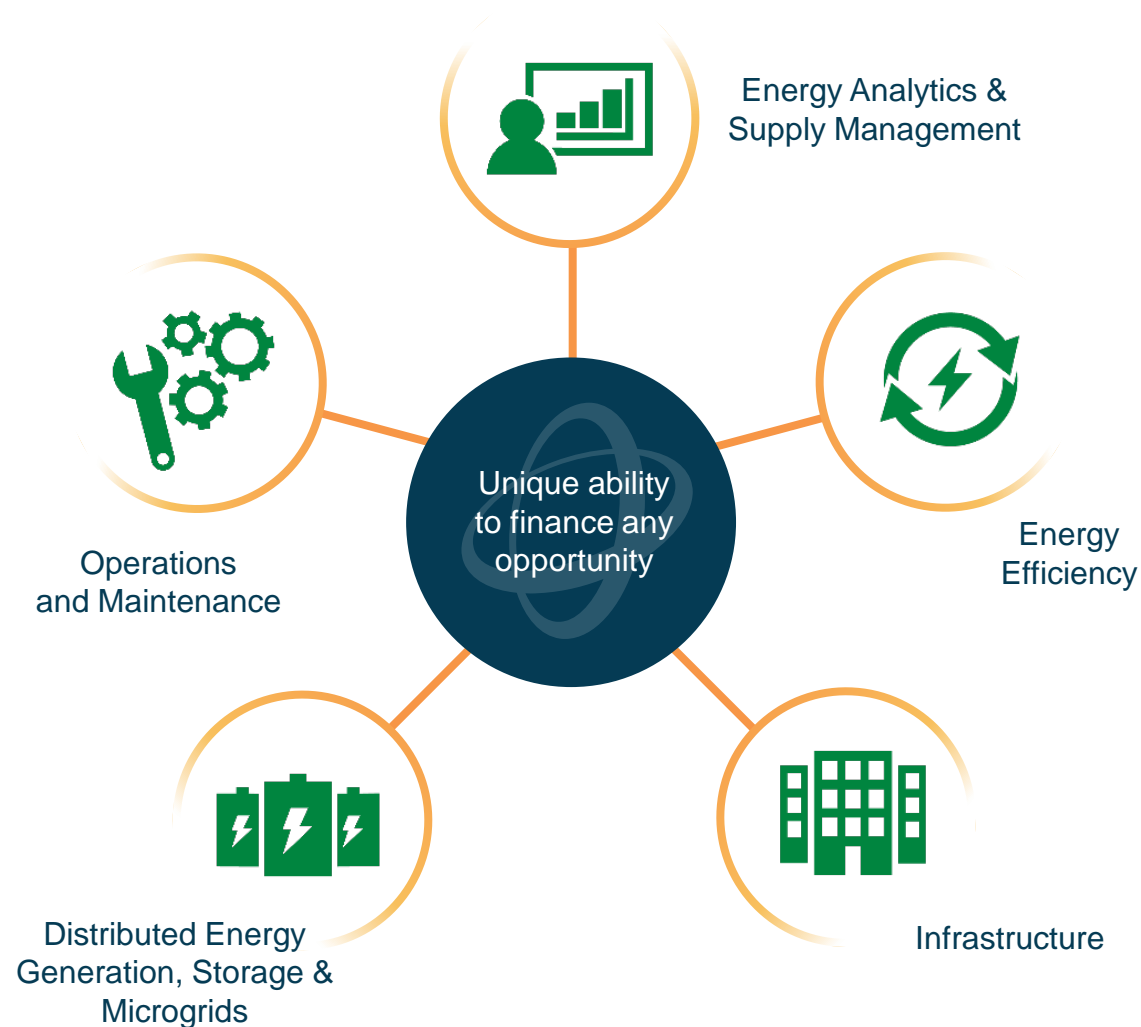 Energy Analytics &
Supply Management
Unique ability
to finance any
opportunity
Energy
Efficiency
Operations
and Maintenance
Infrastructure
Distributed Energy
Generation, Storage &
Microgrids